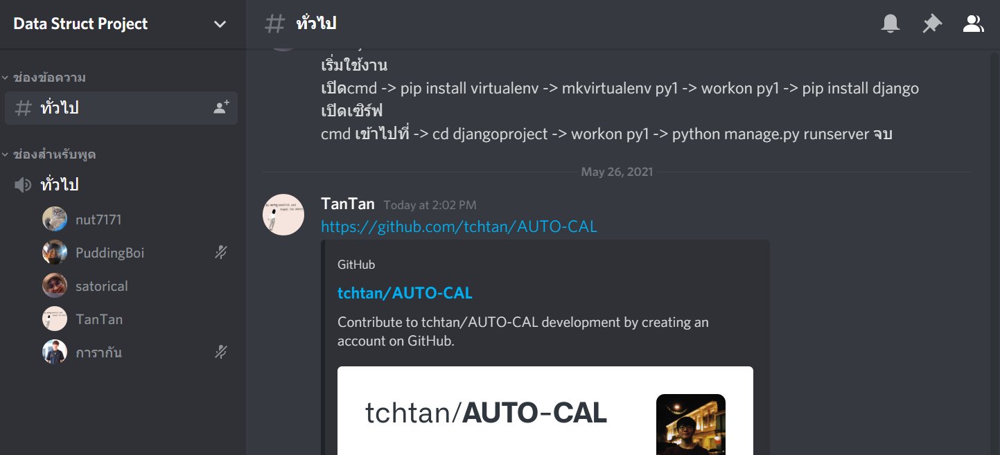 Data Struct Project
ช่องข้อความ
ทั่วไป
ช่องสำหรับพูด
ทั่วไป
nut7171
PuddingBoi
satorical
TanTan
การากัน
ทั่วไป
เริ่มใช้งาน
เปิดcmd -> pip install virtualenv -> mkvirtualenv py1 -> workon py1 -> pip install django
เปิดเซิร์ฟ
cmd เข้าไปที่ -> cd djangoproject -> workon py1 -> python manage.py runserver จบ
May 26, 2021
TanTan Today at 2:02 PM
https://github.com/tchtan/AUTO-CAL
GitHub
tchtan/AUTO-CAL
Contribute to tchtan/AUTO-CAL development by creating an
account on GitHub.
tchtan/AUTO-CAL